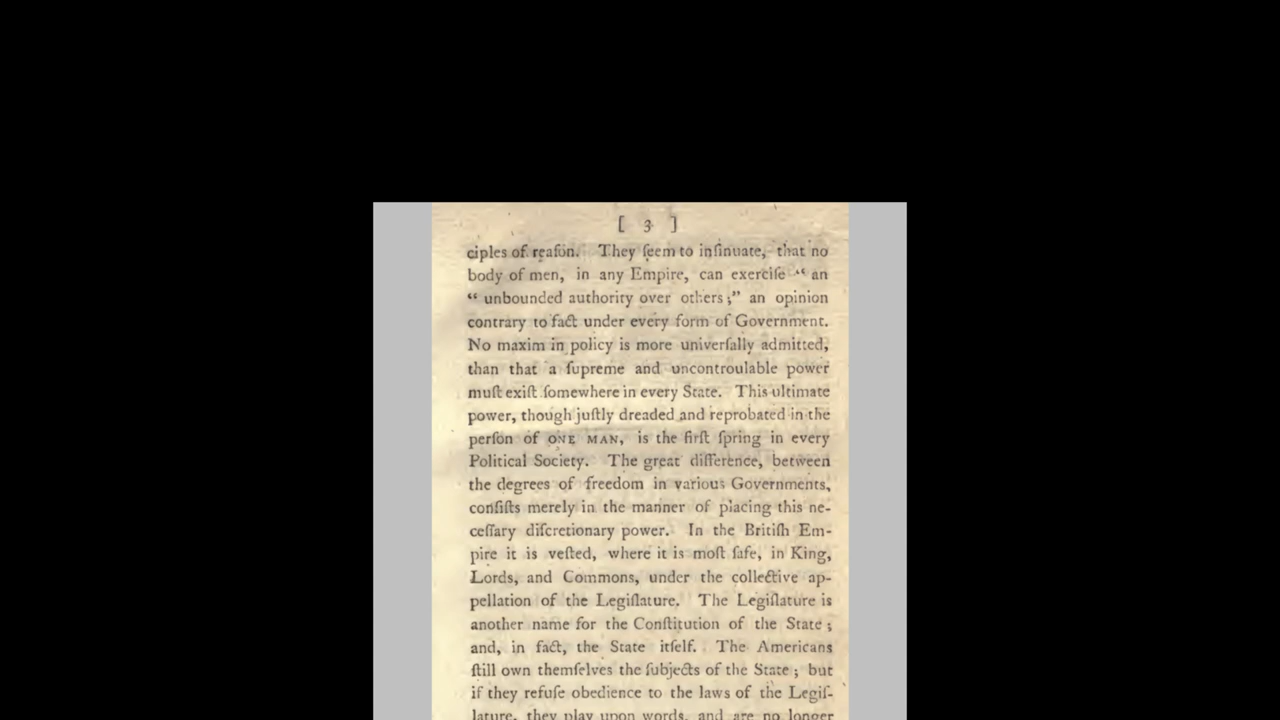 [ 3 ]
ciples of reaſon. They ſeem to inſinuate, that no
body of men, in any Empire, can exerciſe “ an
“ unbounded authority over others;” an opinion
contrary to fact under every form of Government.
No maxim in policy is more univerſally admitted,
than that a ſupreme and uncontroulable power
muſt exiſt ſomewhere in every State. This ultimate
power, though juſtly dreaded and reprobated in the
perſon of ONE MAN, is the firſt ſpring in every
Political Society. The great difference, between
the degrees of freedom in various Governments,
conſiſts merely in the manner of placing this ne-
ceſſary diſcretionary power. In the Britiſh Em-
pire it is veſted, where it is moſt ſafe, in King,
Lords, and Commons, under the collective ap-
pellation of the Legiſlature. The Legiſlature is
another name for the Conſtitution of the State;
and, in fact, the State itſelf. The Americans
ſtill own themſelves the ſubjects of the State; but
if they refuſe obedience to the laws of the Legiſ-
lature, they play upon words, and are no longer